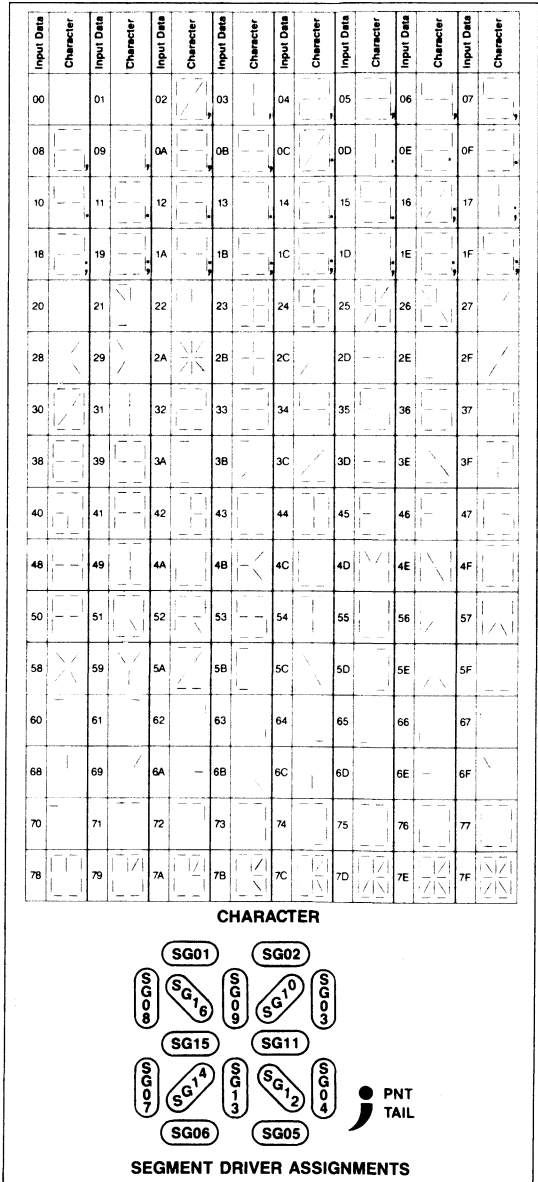 Input Data Character Input Data Character Input Data Character Input Data Character Input Data Character Input Data Character Input Data Character Input Data Character
00 01 02 03 04 05 06 07
08 09 0A 0B 0C 0D 0E 0F
10 11 12 13 14 15 16 17
18 19 1A 1B 1C 1D 1E 1F
20 21 22 23 24 25 26 27
28 29 2A 2B 2C 2D 2E 2F
30 31 32 33 34 35 36 37
38 39 3A 3B 3C 3D 3E 3F
40 41 42 43 44 45 46 47
48 49 4A 4B 4C 4D 4E 4F
50 51 52 53 54 55 56 57
58 59 5A 5B 5C 5D 5E 5F
60 61 62 63 64 65 66 67
68 69 6A 6B 6C 6D 6E 6F
70 71 72 73 74 75 76 77
78 79 7A 7B 7C 7D 7E 7F
CHARACTER
SG01 SG02
SG08 SG16 SG09 SG10 SG03
SG15 SG11
SG07 SG14 SG13 SG12 SG04
PNT
TAIL
SG06 SG05
SEGMENT DRIVER ASSIGNMENTS